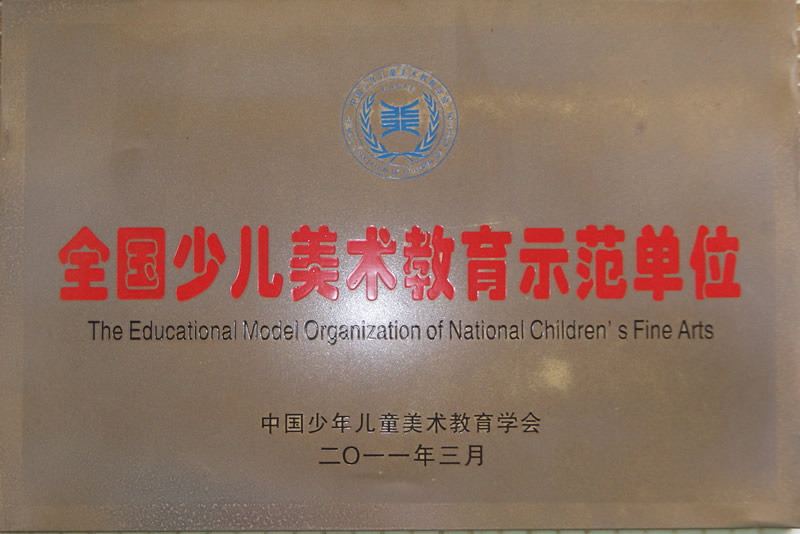 全国少儿美术教育示范单位
The Educational Model Organization of National Children's Fine Arts
中国少年儿童美术教育学会
二〇一一年三月